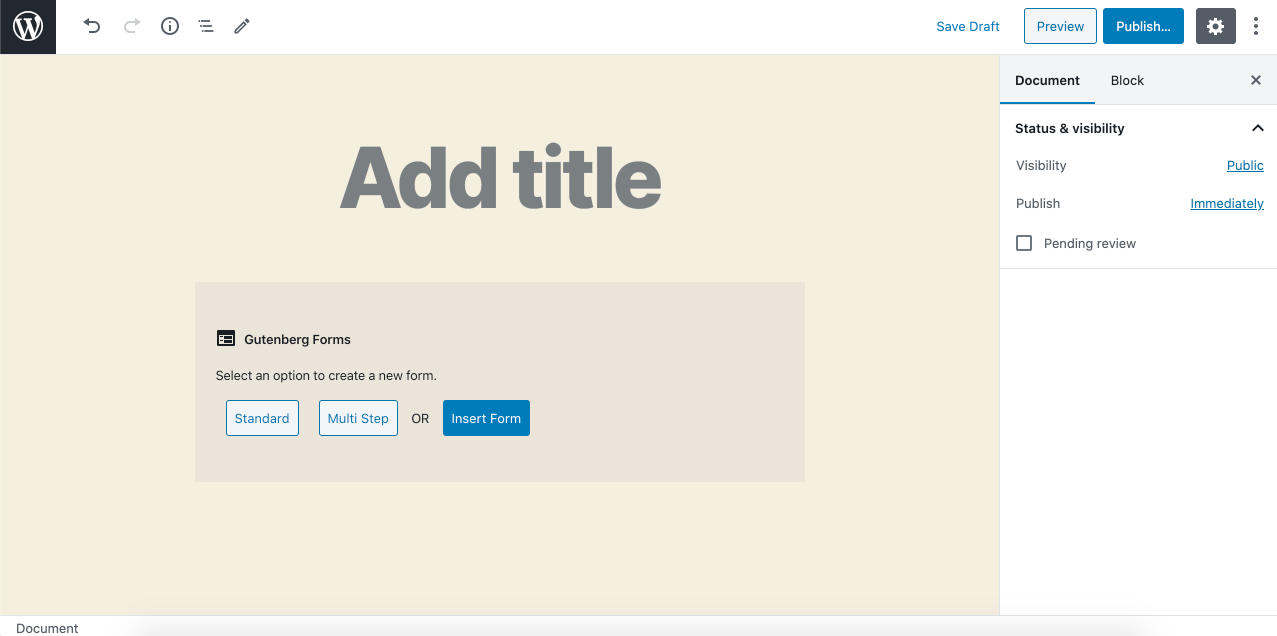 Save Draft Preview Publish...
Document Block
Status & visibility
Visibility Public
Publish Immediately
Pending review
Add title
Gutenberg Forms
Select an option to create a new form.
Standard Multi Step OR Insert Form
Document